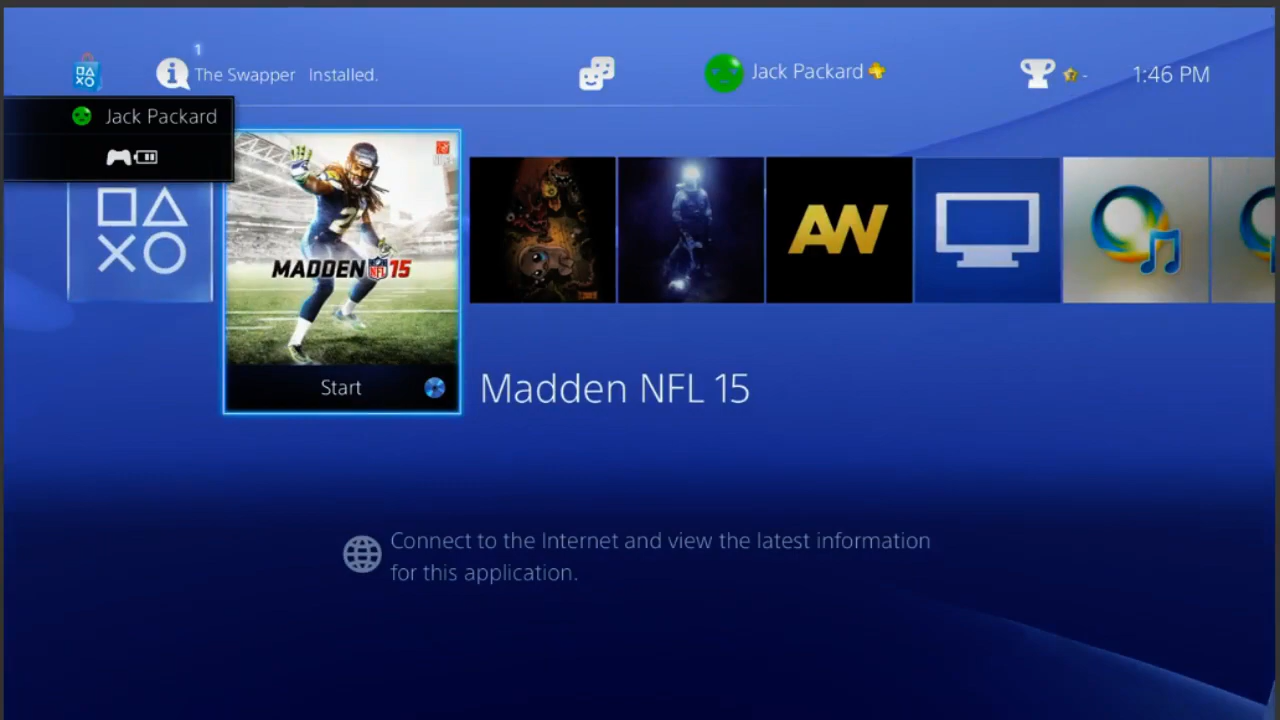 1
The Swapper Installed.
Jack Packard
-
1:46 PM
Jack Packard
MADDEN NFL 15
AW
Start
Madden NFL 15
Connect to the Internet and view the latest information
for this application.